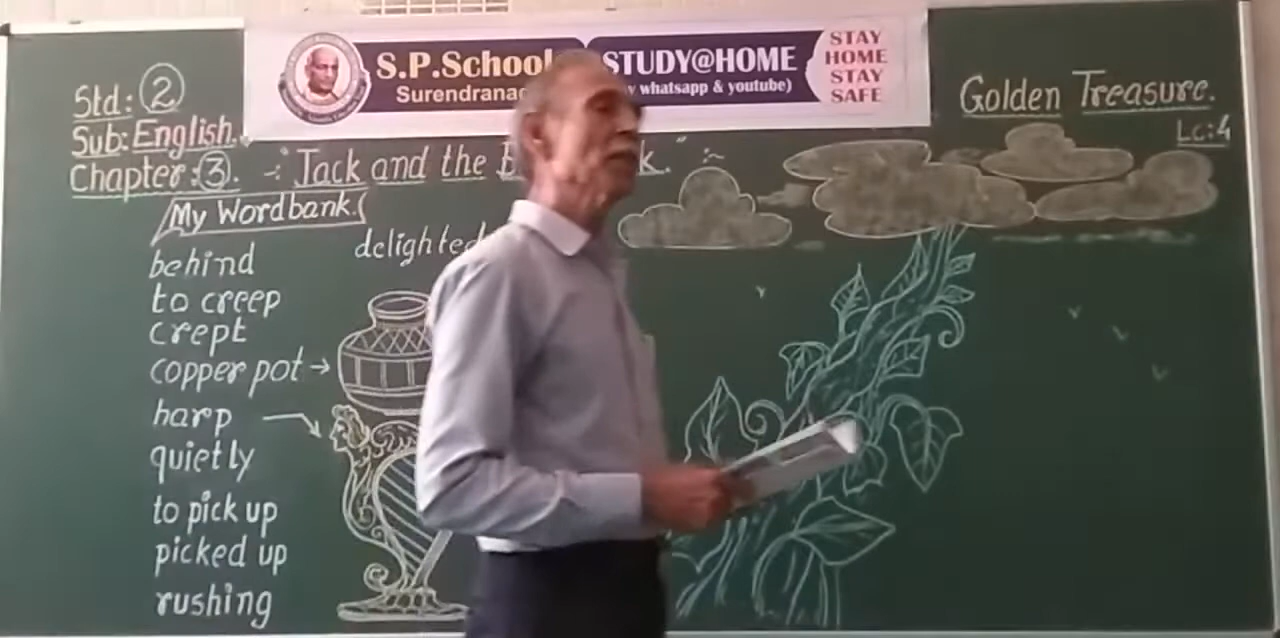 S.P.School STUDY@HOME
Surendranag whatsapp & youtube)
STAY
HOME
STAY
SAFE
Std: 2
Sub: English.
Chapter: 3. -: Jack and the B k." :-
Golden Treasure.
Lc:4
My Wordbank.
behind
to creep
crept
copper pot →
harp
quietly
to pick up
picked up
rushing
delighted